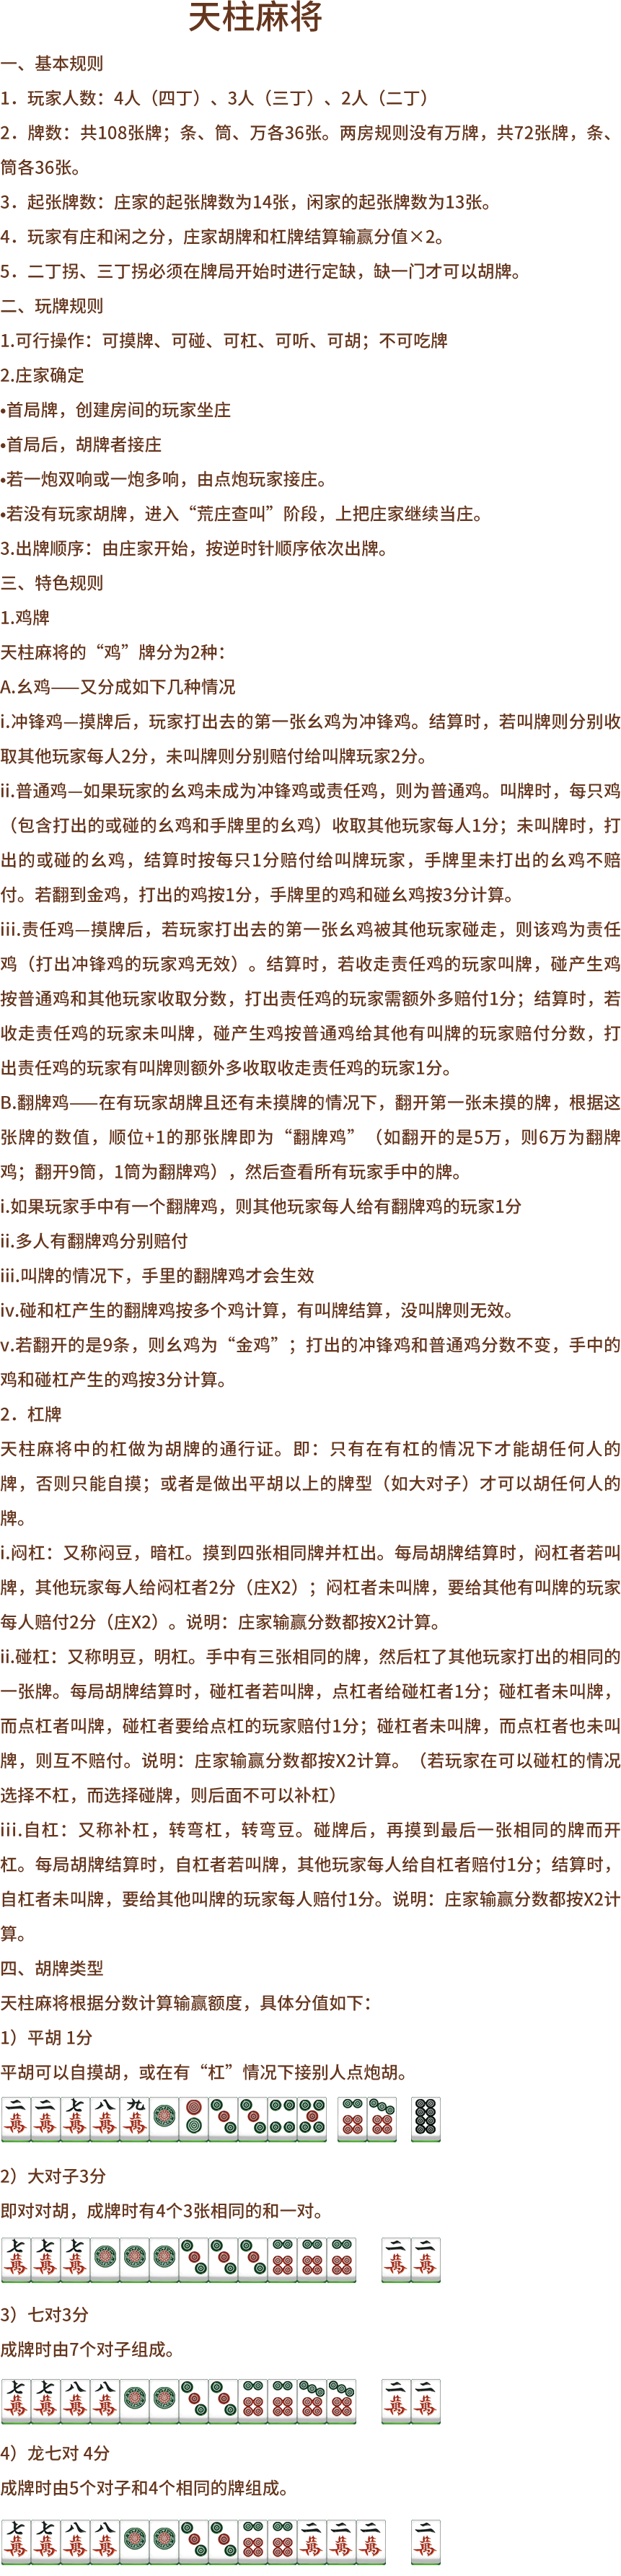 天柱麻将
一、基本规则
1．玩家人数：4人（四丁）、3人（三丁）、2人（二丁）
2．牌数：共108张牌；条、筒、万各36张。两房规则没有万牌，共72张牌，条、
筒各36张。
3．起张牌数：庄家的起张牌数为14张，闲家的起张牌数为13张。
4．玩家有庄和闲之分，庄家胡牌和杠牌结算输赢分值×2。
5．二丁拐、三丁拐必须在牌局开始时进行定缺，缺一门才可以胡牌。
二、玩牌规则
1.可行操作：可摸牌、可碰、可杠、可听、可胡；不可吃牌
2.庄家确定
•首局牌，创建房间的玩家坐庄
•首局后，胡牌者接庄
•若一炮双响或一炮多响，由点炮玩家接庄。
•若没有玩家胡牌，进入“荒庄查叫”阶段，上把庄家继续当庄。
3.出牌顺序：由庄家开始，按逆时针顺序依次出牌。
三、特色规则
1.鸡牌
天柱麻将的“鸡”牌分为2种：
A.幺鸡——又分成如下几种情况
i.冲锋鸡—摸牌后，玩家打出去的第一张幺鸡为冲锋鸡。结算时，若叫牌则分别收
取其他玩家每人2分，未叫牌则分别赔付给叫牌玩家2分。
ii.普通鸡—如果玩家的幺鸡未成为冲锋鸡或责任鸡，则为普通鸡。叫牌时，每只鸡
（包含打出的或碰的幺鸡和手牌里的幺鸡）收取其他玩家每人1分；未叫牌时，打
出的或碰的幺鸡，结算时按每只1分赔付给叫牌玩家，手牌里未打出的幺鸡不赔
付。若翻到金鸡，打出的鸡按1分，手牌里的鸡和碰幺鸡按3分计算。
iii.责任鸡—摸牌后，若玩家打出去的第一张幺鸡被其他玩家碰走，则该鸡为责任
鸡（打出冲锋鸡的玩家鸡无效）。结算时，若收走责任鸡的玩家叫牌，碰产生鸡
按普通鸡和其他玩家收取分数，打出责任鸡的玩家需额外多赔付1分；结算时，若
收走责任鸡的玩家未叫牌，碰产生鸡按普通鸡给其他有叫牌的玩家赔付分数，打
出责任鸡的玩家有叫牌则额外多收取收走责任鸡的玩家1分。
B.翻牌鸡——在有玩家胡牌且还有未摸牌的情况下，翻开第一张未摸的牌，根据这
张牌的数值，顺位+1的那张牌即为“翻牌鸡”（如翻开的是5万，则6万为翻牌
鸡；翻开9筒，1筒为翻牌鸡），然后查看所有玩家手中的牌。
i.如果玩家手中有一个翻牌鸡，则其他玩家每人给有翻牌鸡的玩家1分
ii.多人有翻牌鸡分别赔付
iii.叫牌的情况下，手里的翻牌鸡才会生效
iv.碰和杠产生的翻牌鸡按多个鸡计算，有叫牌结算，没叫牌则无效。
v.若翻开的是9条，则幺鸡为“金鸡”；打出的冲锋鸡和普通鸡分数不变，手中的
鸡和碰杠产生的鸡按3分计算。
2．杠牌
天柱麻将中的杠做为胡牌的通行证。即：只有在有杠的情况下才能胡任何人的
牌，否则只能自摸；或者是做出平胡以上的牌型（如大对子）才可以胡任何人的
牌。
i.闷杠：又称闷豆，暗杠。摸到四张相同牌并杠出。每局胡牌结算时，闷杠者若叫
牌，其他玩家每人给闷杠者2分（庄X2）；闷杠者未叫牌，要给其他有叫牌的玩家
每人赔付2分（庄X2）。说明：庄家输赢分数都按X2计算。
ii.碰杠：又称明豆，明杠。手中有三张相同的牌，然后杠了其他玩家打出的相同的
一张牌。每局胡牌结算时，碰杠者若叫牌，点杠者给碰杠者1分；碰杠者未叫牌，
而点杠者叫牌，碰杠者要给点杠的玩家赔付1分；碰杠者未叫牌，而点杠者也未叫
牌，则互不赔付。说明：庄家输赢分数都按X2计算。（若玩家在可以碰杠的情况
选择不杠，而选择碰牌，则后面不可以补杠）
iii.自杠：又称补杠，转弯杠，转弯豆。碰牌后，再摸到最后一张相同的牌而开
杠。每局胡牌结算时，自杠者若叫牌，其他玩家每人给自杠者赔付1分；结算时，
自杠者未叫牌，要给其他叫牌的玩家每人赔付1分。说明：庄家输赢分数都按X2计
算。
四、胡牌类型
天柱麻将根据分数计算输赢额度，具体分值如下：
1）平胡 1分
平胡可以自摸胡，或在有“杠”情况下接别人点炮胡。
二萬 二萬 七萬 八萬 九萬
2）大对子3分
即对对胡，成牌时有4个3张相同的和一对。
七萬 七萬 七萬 二萬 二萬
3）七对3分
成牌时由7个对子组成。
七萬 七萬 八萬 八萬 二萬 二萬
4）龙七对 4分
成牌时由5个对子和4个相同的牌组成。
七萬 七萬 八萬 八萬 二萬 二萬 二萬 二萬